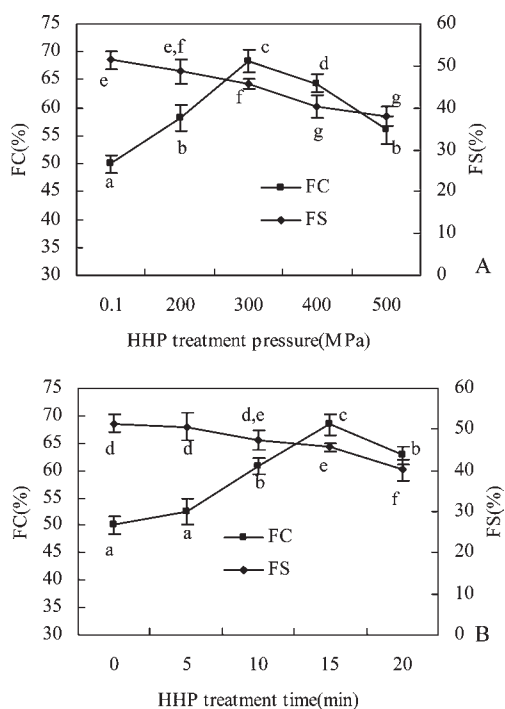 75 60
70 e,f c
65 50 d
60 e f 40 g
55 g
50 b 30 b
45 a
40 FC 20
35 FS 10
30 0 A
FC(%) FS(%)
0.1 200 300 400 500
HHP treatment pressure(MPa)
75 60
70 d,e c
65 50 b
60 d d e 40
55 b f
50 30
45 a a
40 FC 20
35 FS 10
30 0 B
FC(%) FS(%)
0 5 10 15 20
HHP treatment time(min)